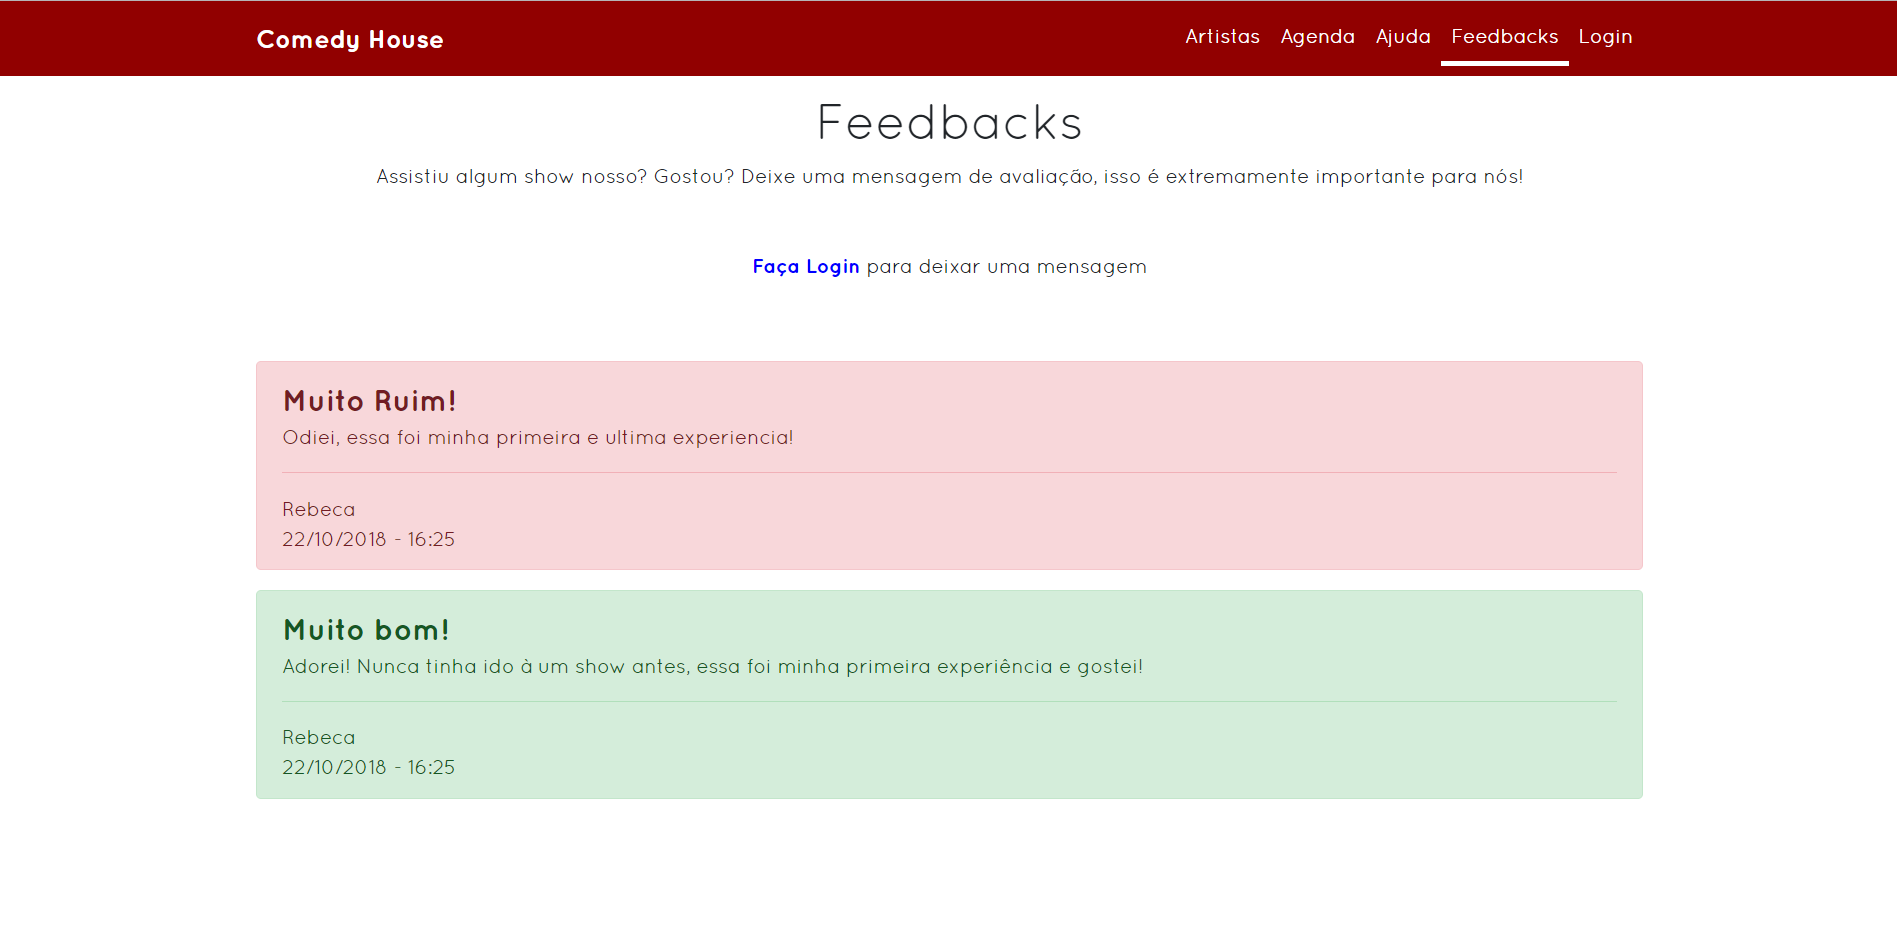 Comedy House
Artistas Agenda Ajuda Feedbacks Login
Feedbacks
Assistiu algum show nosso? Gostou? Deixe uma mensagem de avaliação, isso é extremamente importante para nós!
Faça Login para deixar uma mensagem
Muito Ruim!
Odiei, essa foi minha primeira e ultima experiencia!
Rebeca
22/10/2018 - 16:25
Muito bom!
Adorei! Nunca tinha ido à um show antes, essa foi minha primeira experiência e gostei!
Rebeca
22/10/2018 - 16:25